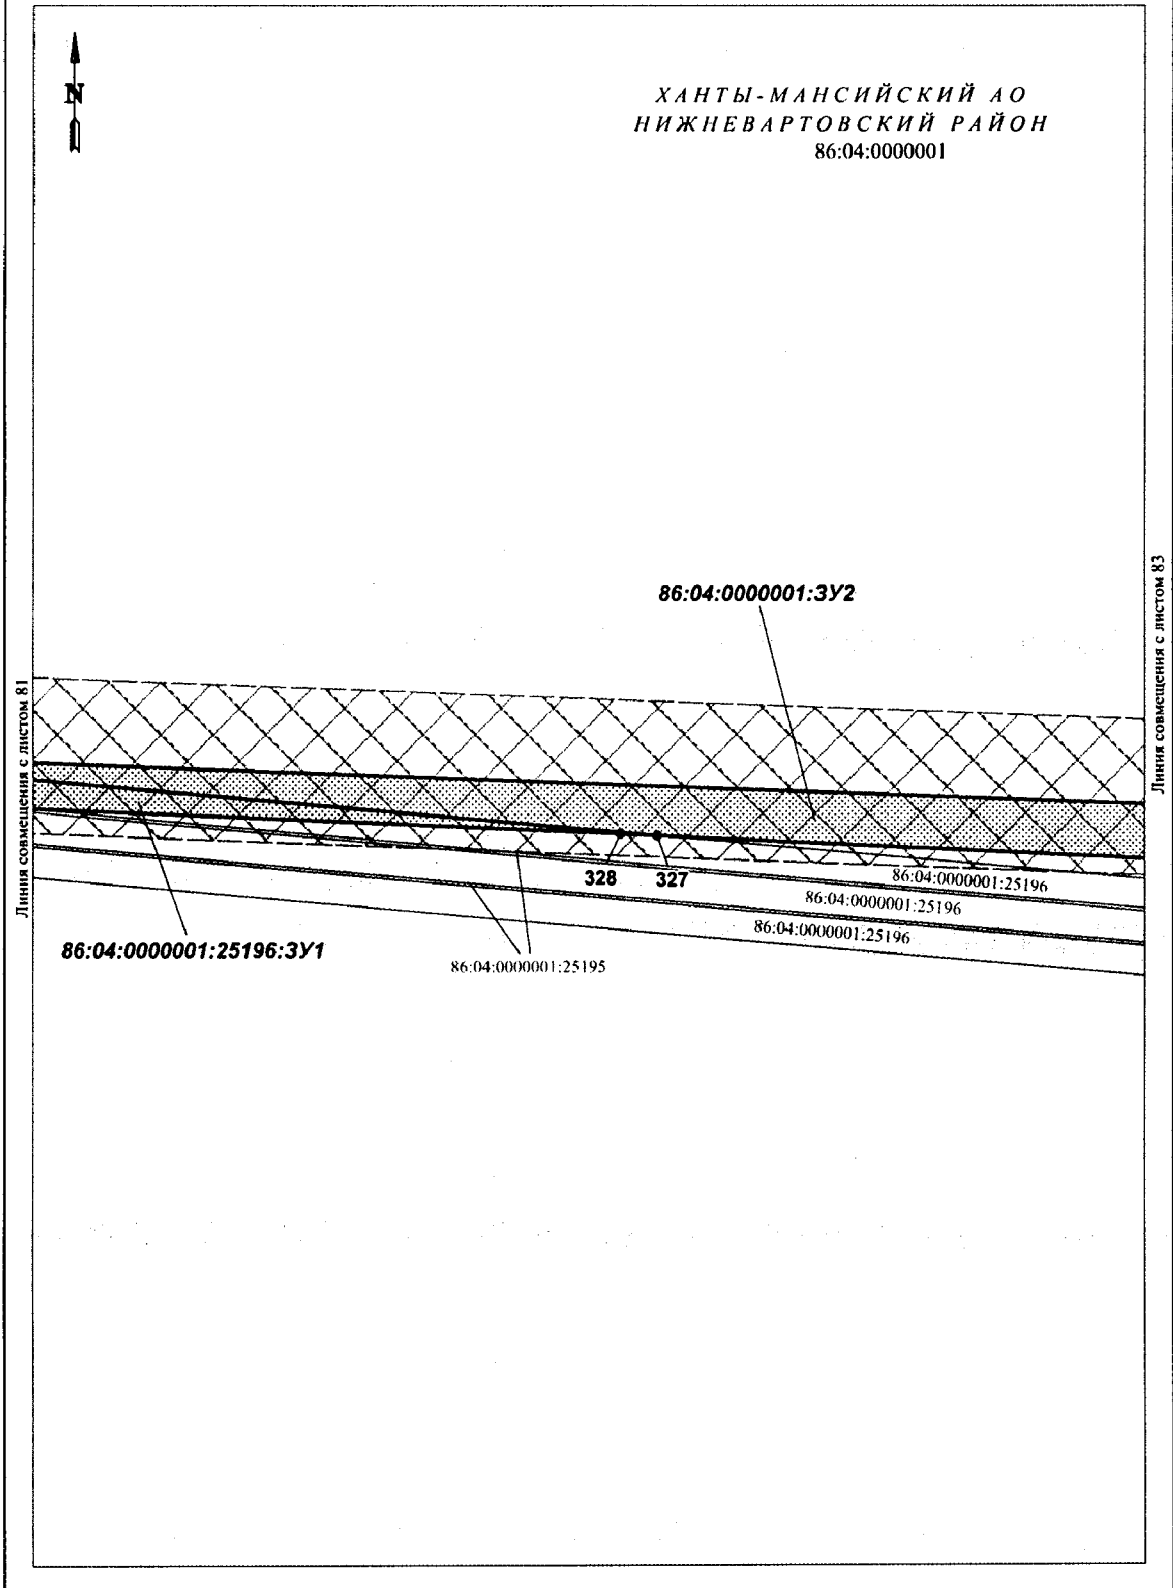 N
ХАНТЫ-МАНСИЙСКИЙ АО
НИЖНЕВАРТОВСКИЙ РАЙОН
86:04:0000001
86:04:0000001:ЗУ2
Линия совмещения с листом 81
Линия совмещения с листом 83
328
327
86:04:0000001:25196
86:04:0000001:25196
86:04:0000001:25196
86:04:0000001:25196:ЗУ1
86:04:0000001:25195